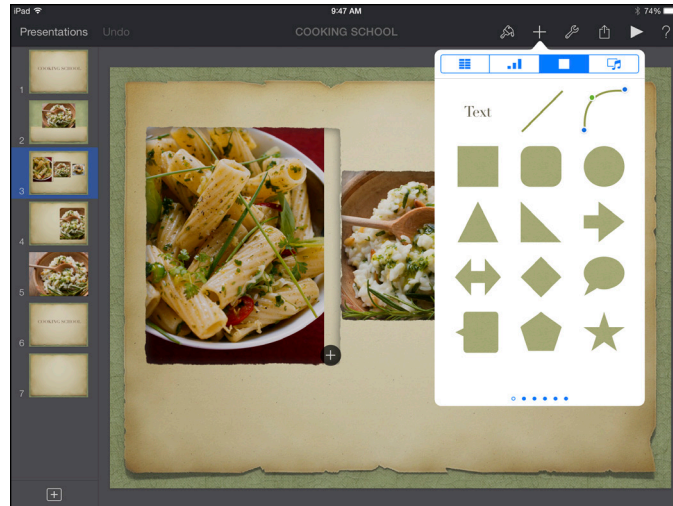 iPad 9:47 AM 74%
Presentations Undo COOKING SCHOOL ?
1 COOKING SCHOOL
2
3
4
5
6 COOKING SCHOOL
7
Text